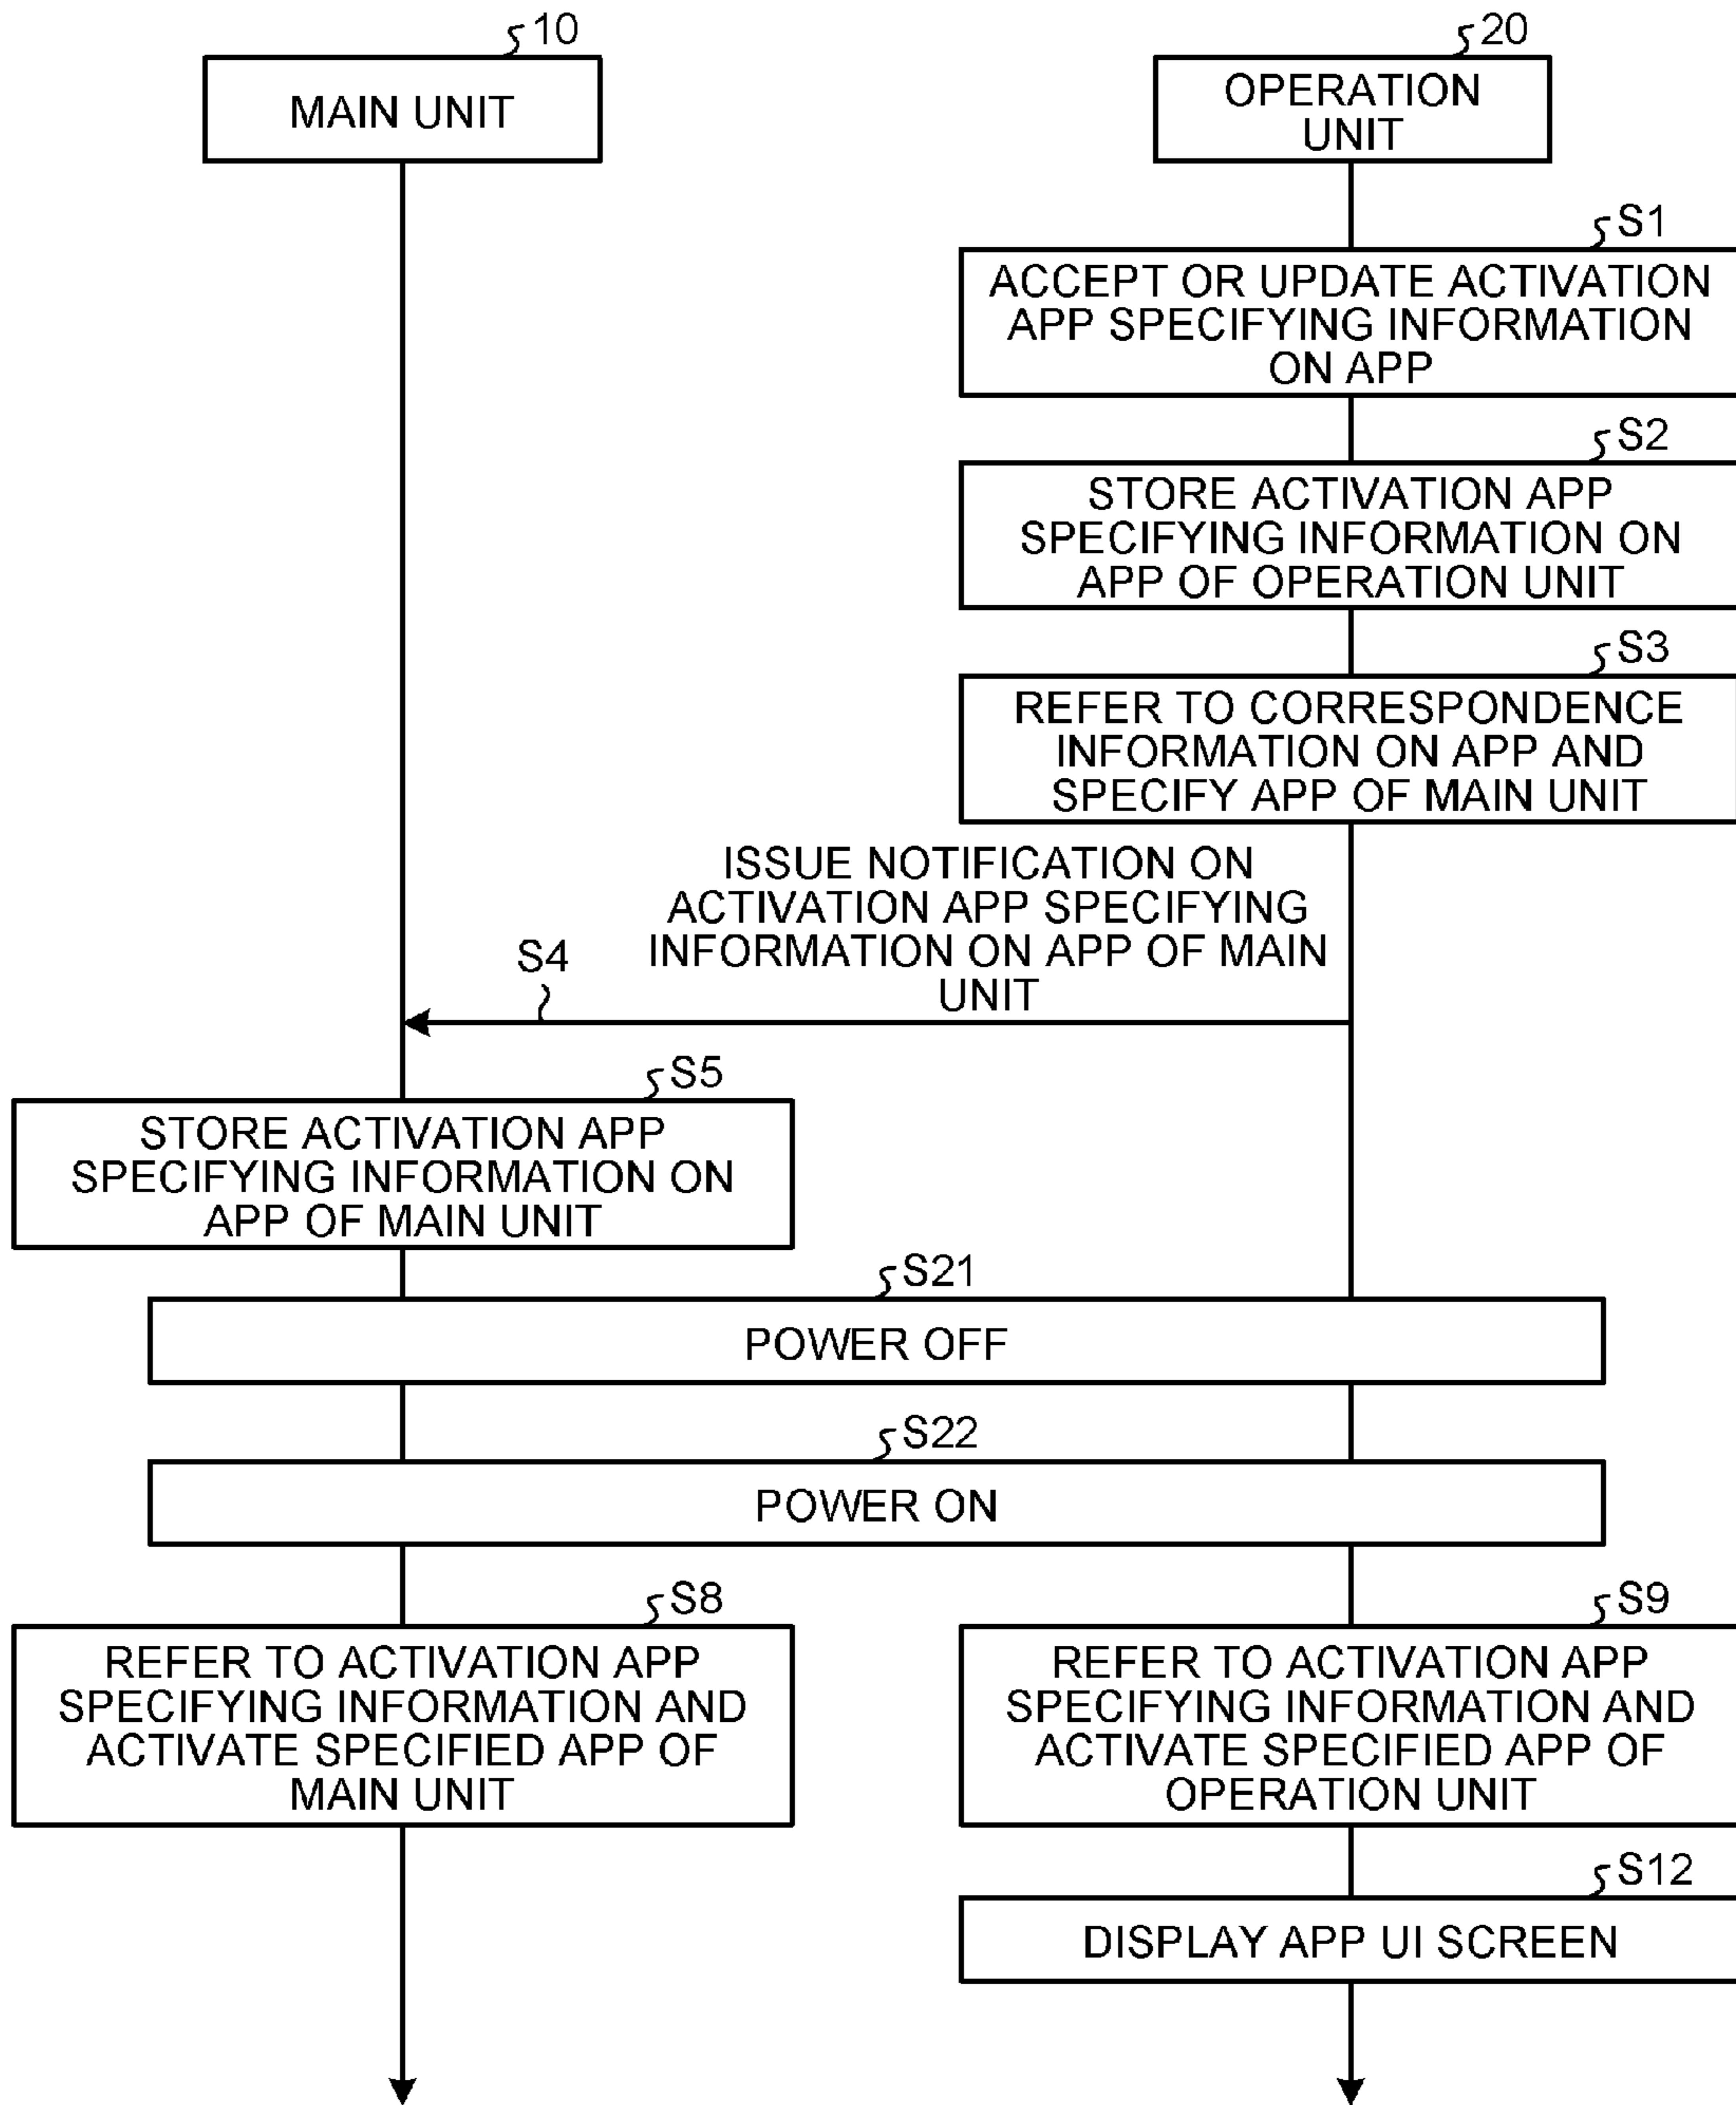 10
MAIN UNIT
20
OPERATION
UNIT
S1
ACCEPT OR UPDATE ACTIVATION
APP SPECIFYING INFORMATION
ON APP
S2
STORE ACTIVATION APP
SPECIFYING INFORMATION ON
APP OF OPERATION UNIT
S3
REFER TO CORRESPONDENCE
INFORMATION ON APP AND
SPECIFY APP OF MAIN UNIT
ISSUE NOTIFICATION ON
ACTIVATION APP SPECIFYING
INFORMATION ON APP OF MAIN
UNIT
S4
S5
STORE ACTIVATION APP
SPECIFYING INFORMATION ON
APP OF MAIN UNIT
S21
POWER OFF
S22
POWER ON
S8
REFER TO ACTIVATION APP
SPECIFYING INFORMATION AND
ACTIVATE SPECIFIED APP OF
MAIN UNIT
S9
REFER TO ACTIVATION APP
SPECIFYING INFORMATION AND
ACTIVATE SPECIFIED APP OF
OPERATION UNIT
S12
DISPLAY APP UI SCREEN